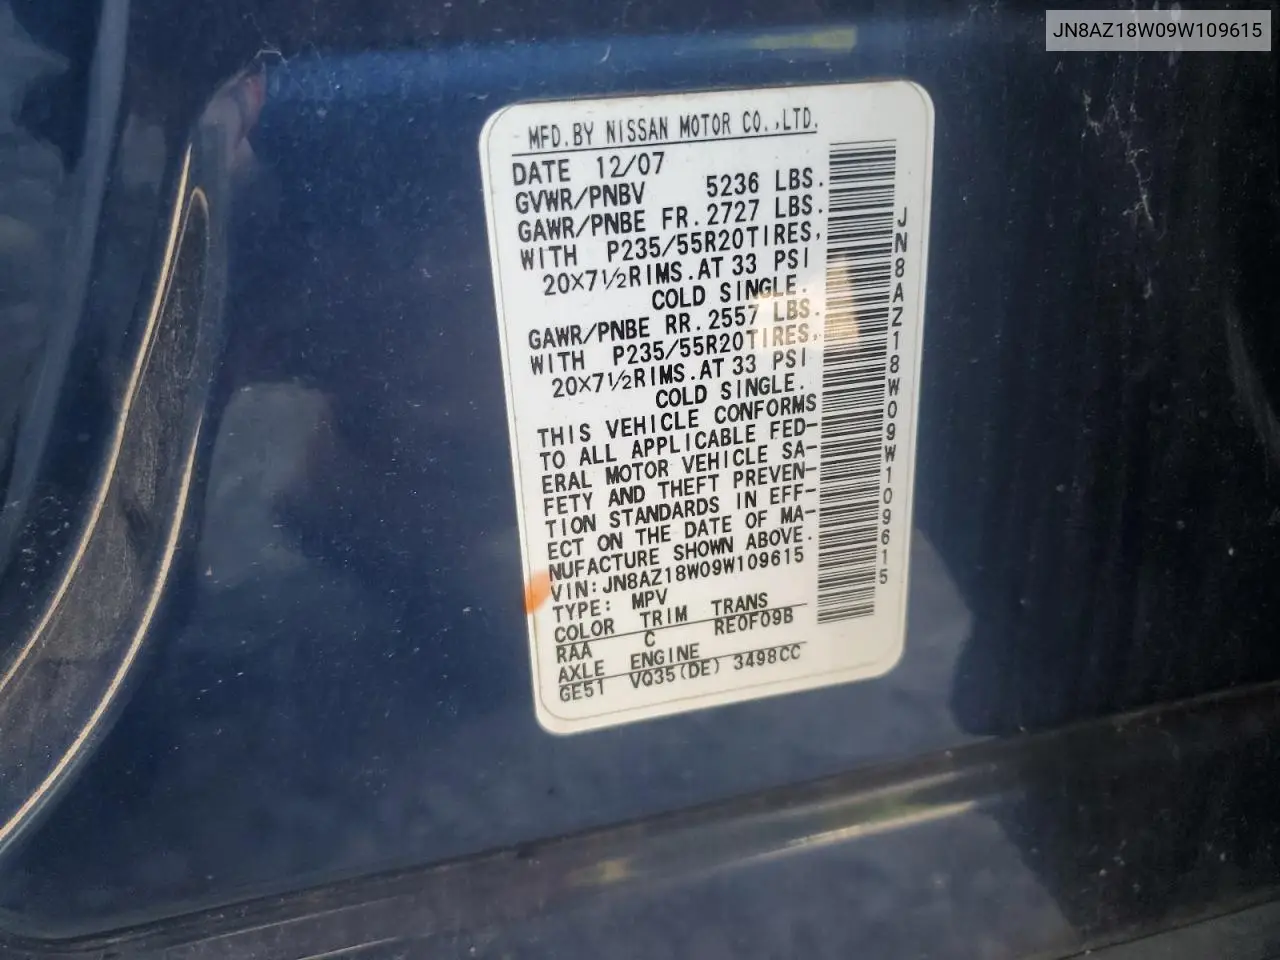 JN8AZ18W09W109615
MFD.BY NISSAN MOTOR CO.,LTD.
DATE 12/07
GVWR/PNBV 5236 LBS.
GAWR/PNBE FR.2727 LBS.
WITH P235/55R20TIRES,
20X7½RIMS.AT 33 PSI
COLD SINGLE.
GAWR/PNBE RR.2557 LBS.
WITH P235/55R20TIRES,
20X7½RIMS.AT 33 PSI
COLD SINGLE.
THIS VEHICLE CONFORMS
TO ALL APPLICABLE FED-
ERAL MOTOR VEHICLE SA-
FETY AND THEFT PREVEN-
TION STANDARDS IN EFF-
ECT ON THE DATE OF MA-
NUFACTURE SHOWN ABOVE.
VIN:JN8AZ18W09W109615
TYPE: MPV
COLOR TRIM TRANS
RAA C RE0F09B
AXLE ENGINE
GE51 VQ35(DE) 3498CC
JN8AZ18W09W109615